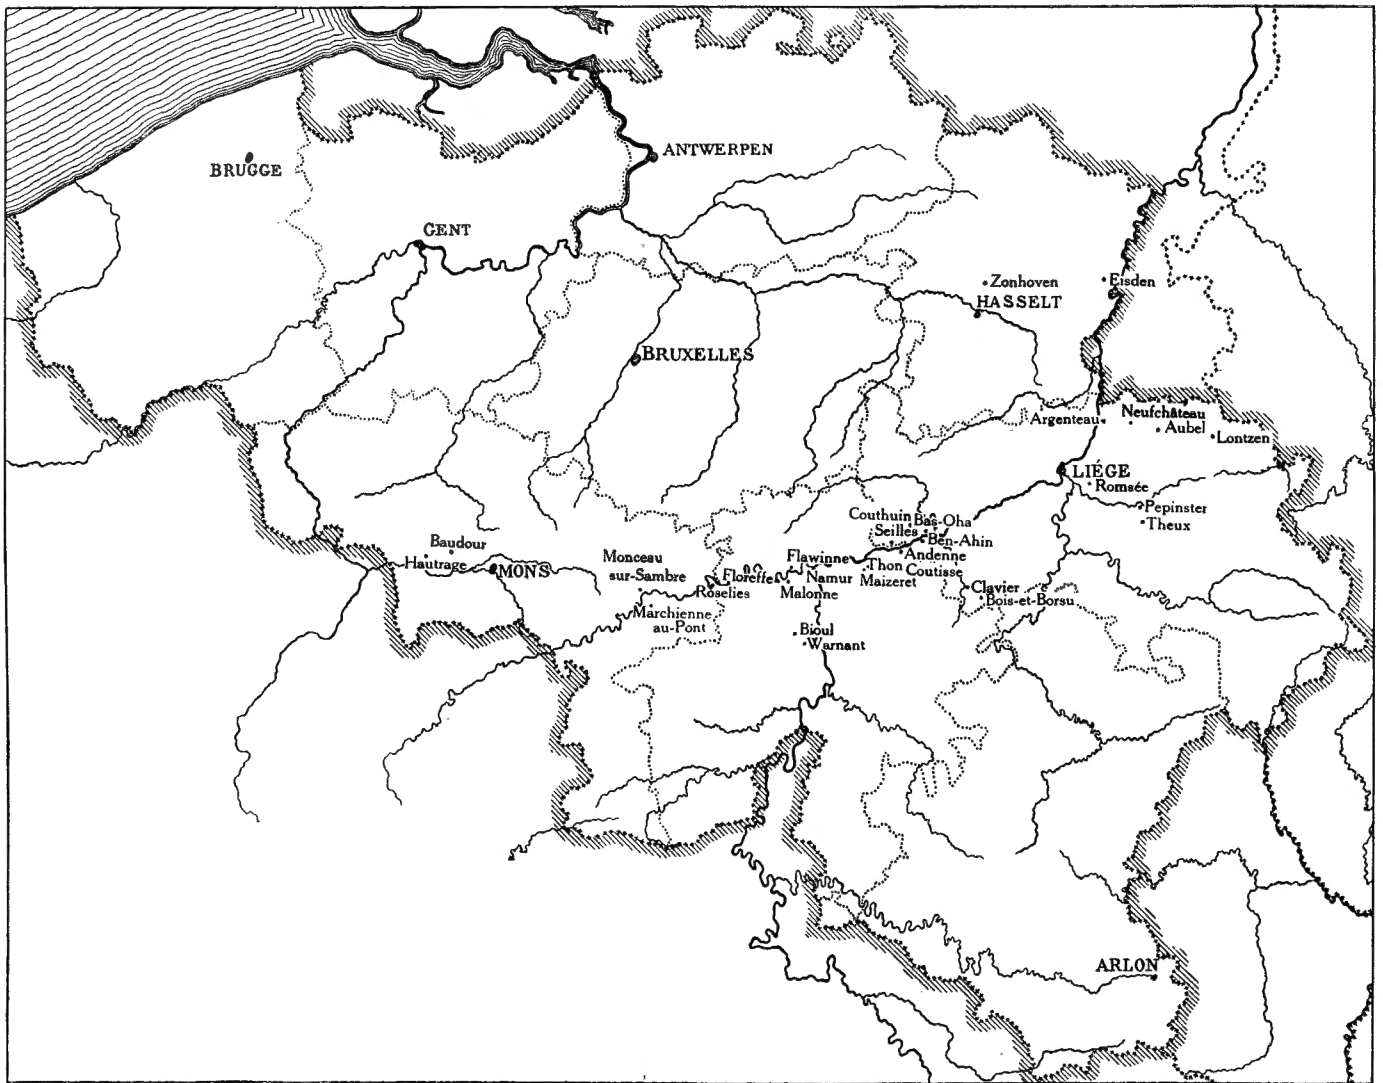 ANTWERPEN
BRUGGE
GENT
Zonhoven
Eisden
HASSELT
BRUXELLES
Argenteau
Neufchâteau
Aubel
Lontzen
LIÉGE
Romsée
Pepinster
Theux
Couthuin
Bas-Oha
Seilles
Ben-Ahin
Baudour
Hautrage
MONS
Monceau
sur-Sambre
Flawinne
Andenne
Thon
Coutisse
Floreffe
Namur
Maizeret
Roselies
Malonne
Clavier
Bois-et-Borsu
Marchienne
au-Pont
Bioul
Warnant
ARLON